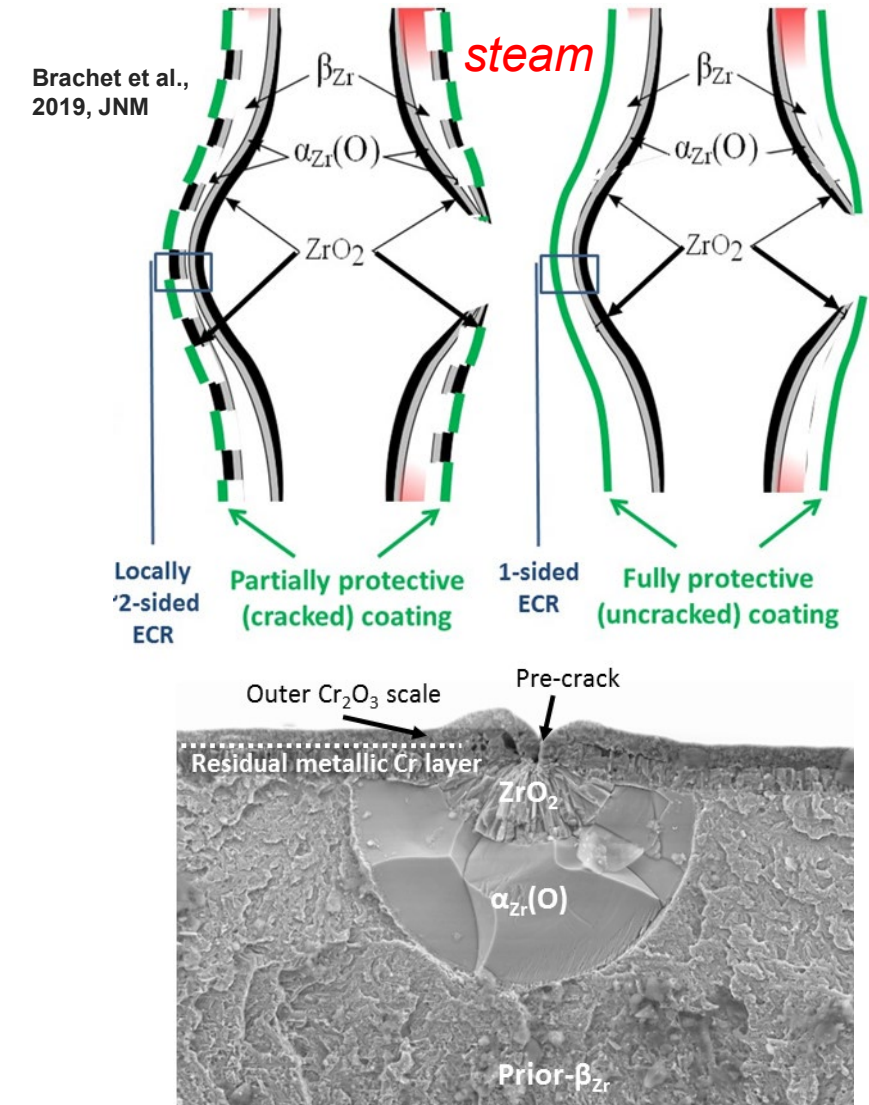 steam
Brachet et al.,
2019, JNM
βZr
αZr(O)
ZrO₂
βZr
αZr(O)
ZrO₂
Locally
'2-sided
ECR
Partially protective
(cracked) coating
1-sided
ECR
Fully protective
(uncracked) coating
Outer Cr₂O₃ scale
Pre-crack
Residual metallic Cr layer
ZrO₂
αZr(O)
Prior-βZr